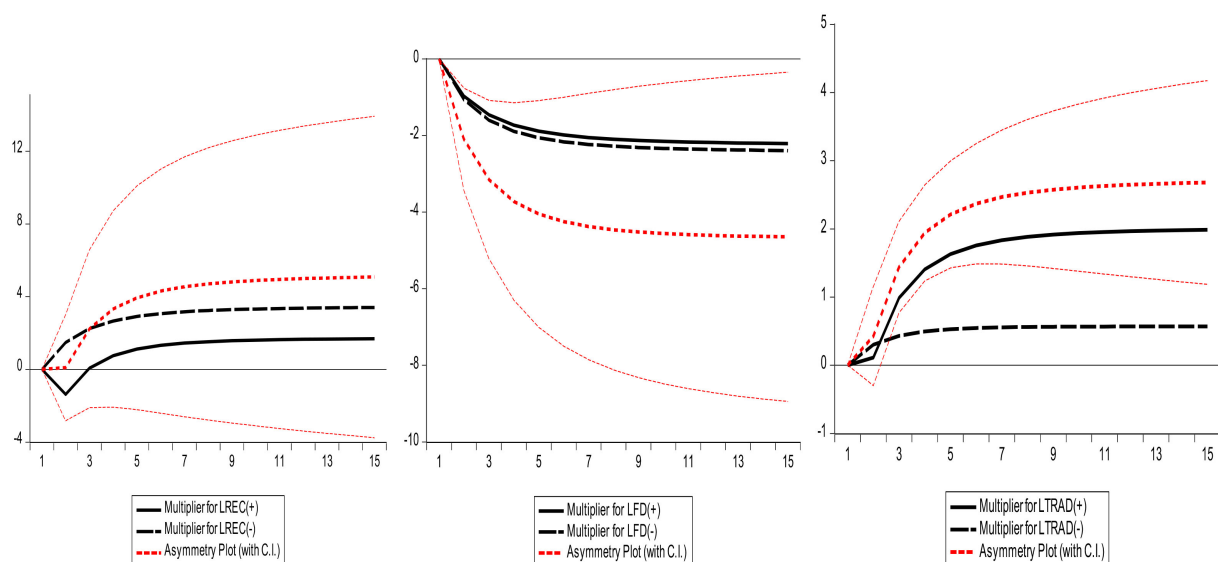 12
8
4
0
-4
1 3 5 7 9 11 13 15
Multiplier for LREC(+)
Multiplier for LREC(-)
Asymmetry Plot (with C.I.)
0
-2
-4
-6
-8
-10
1 3 5 7 9 11 13 15
Multiplier for LFD(+)
Multiplier for LFD(-)
Asymmetry Plot (with C.I.)
5
4
3
2
1
0
-1
1 3 5 7 9 11 13 15
Multiplier for LTRAD(+)
Multiplier for LTRAD(-)
Asymmetry Plot (with C.I.)